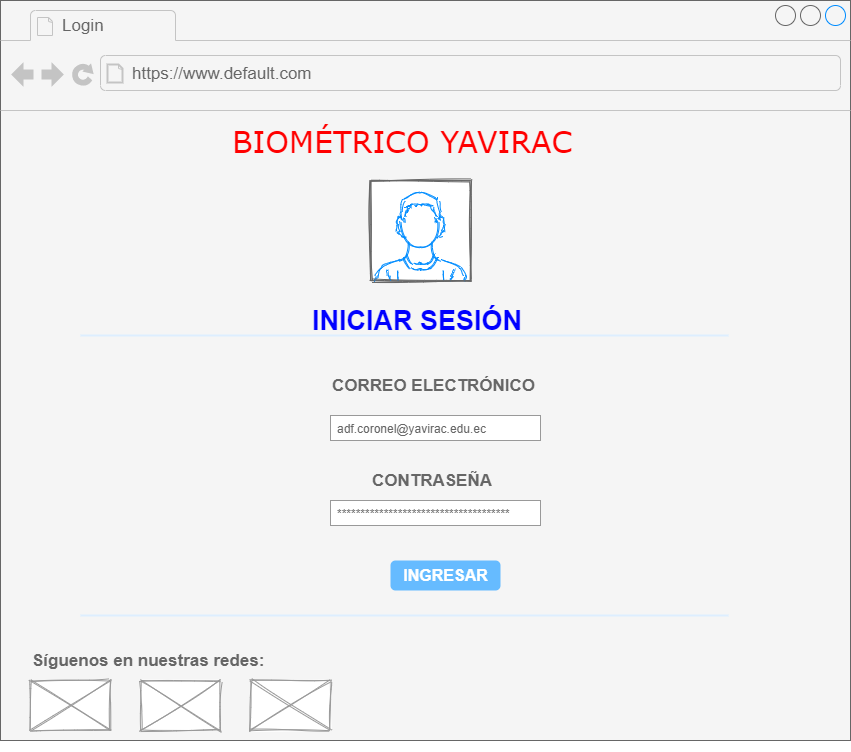 Login
https://www.default.com
BIOMÉTRICO YAVIRAC
INICIAR SESIÓN
CORREO ELECTRÓNICO
adf.coronel@yavirac.edu.ec
CONTRASEÑA
*************************************
INGRESAR
Síguenos en nuestras redes: